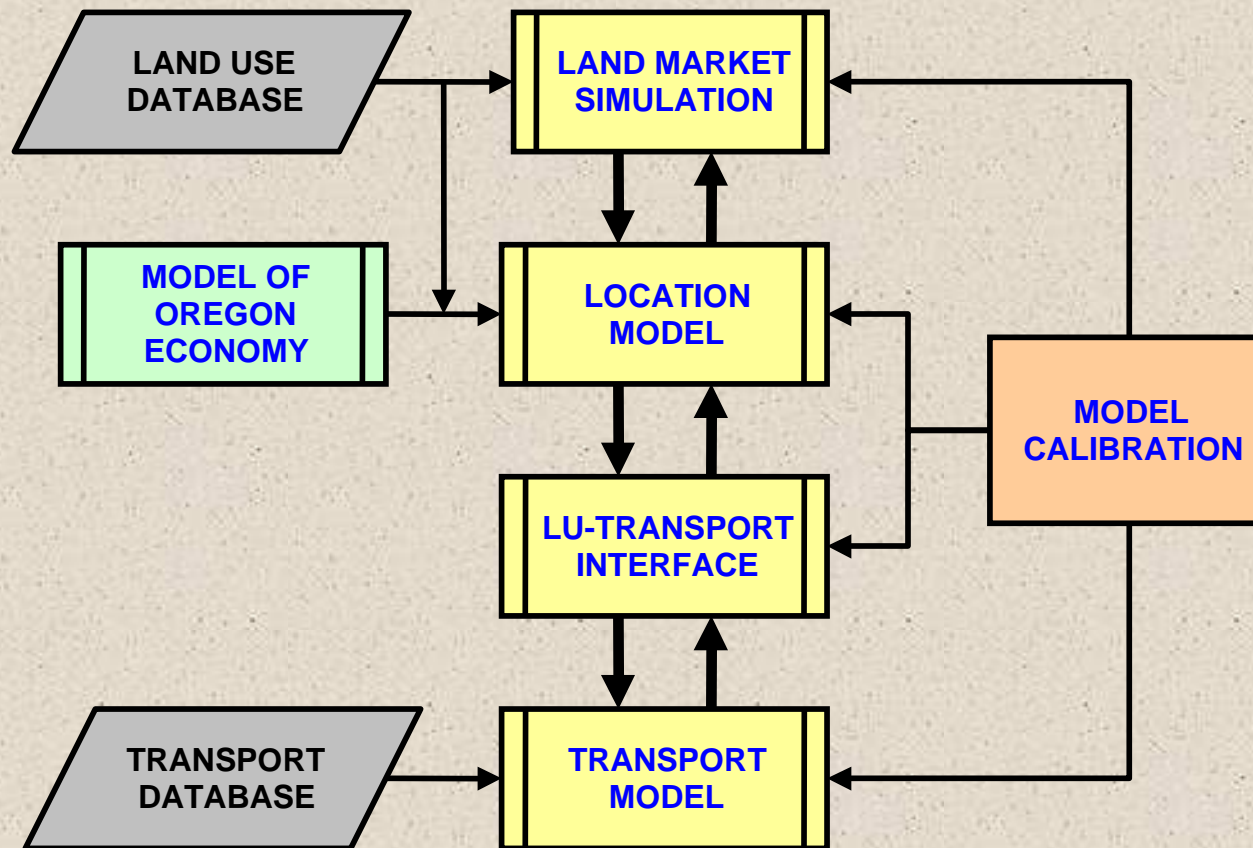 LAND USE
DATABASE
LAND MARKET
SIMULATION
MODEL OF
OREGON
ECONOMY
LOCATION
MODEL
MODEL
CALIBRATION
LU-TRANSPORT
INTERFACE
TRANSPORT
DATABASE
TRANSPORT
MODEL